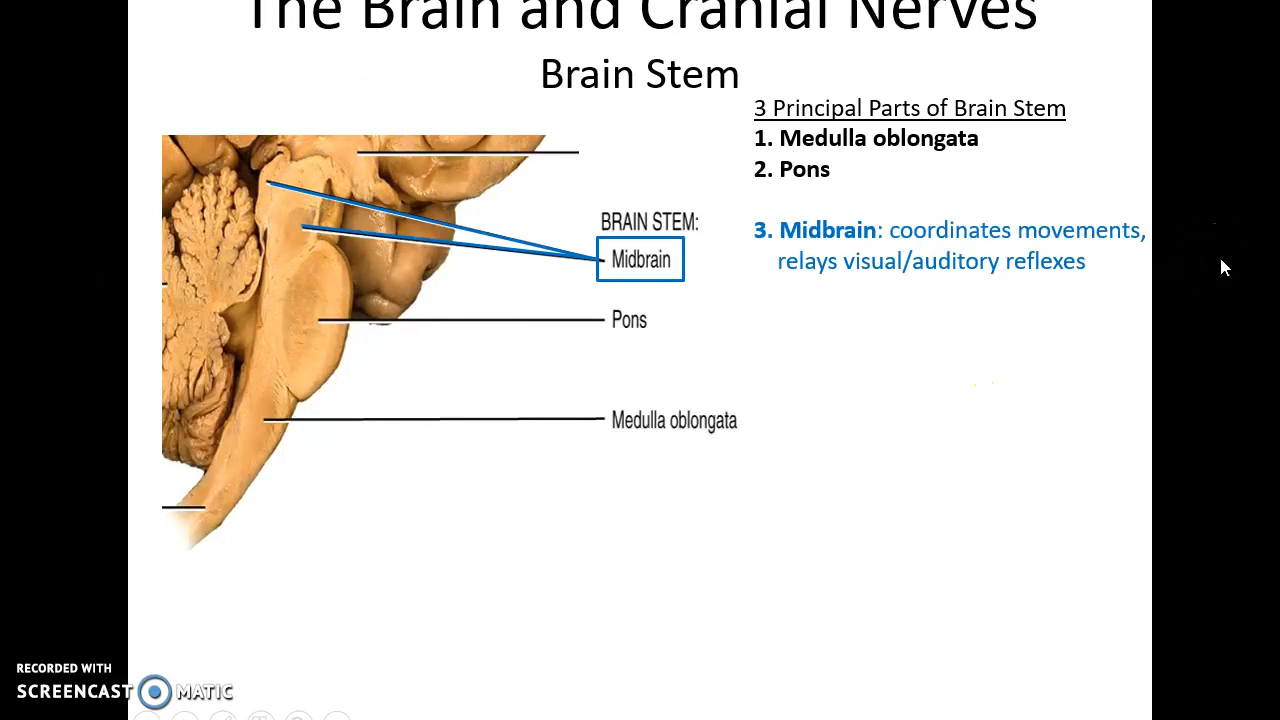 The Brain and Cranial Nerves
Brain Stem
3 Principal Parts of Brain Stem
1. Medulla oblongata
2. Pons
3. Midbrain: coordinates movements,
relays visual/auditory reflexes
BRAIN STEM:
Midbrain
Pons
Medulla oblongata
RECORDED WITH
SCREENCAST MATIC